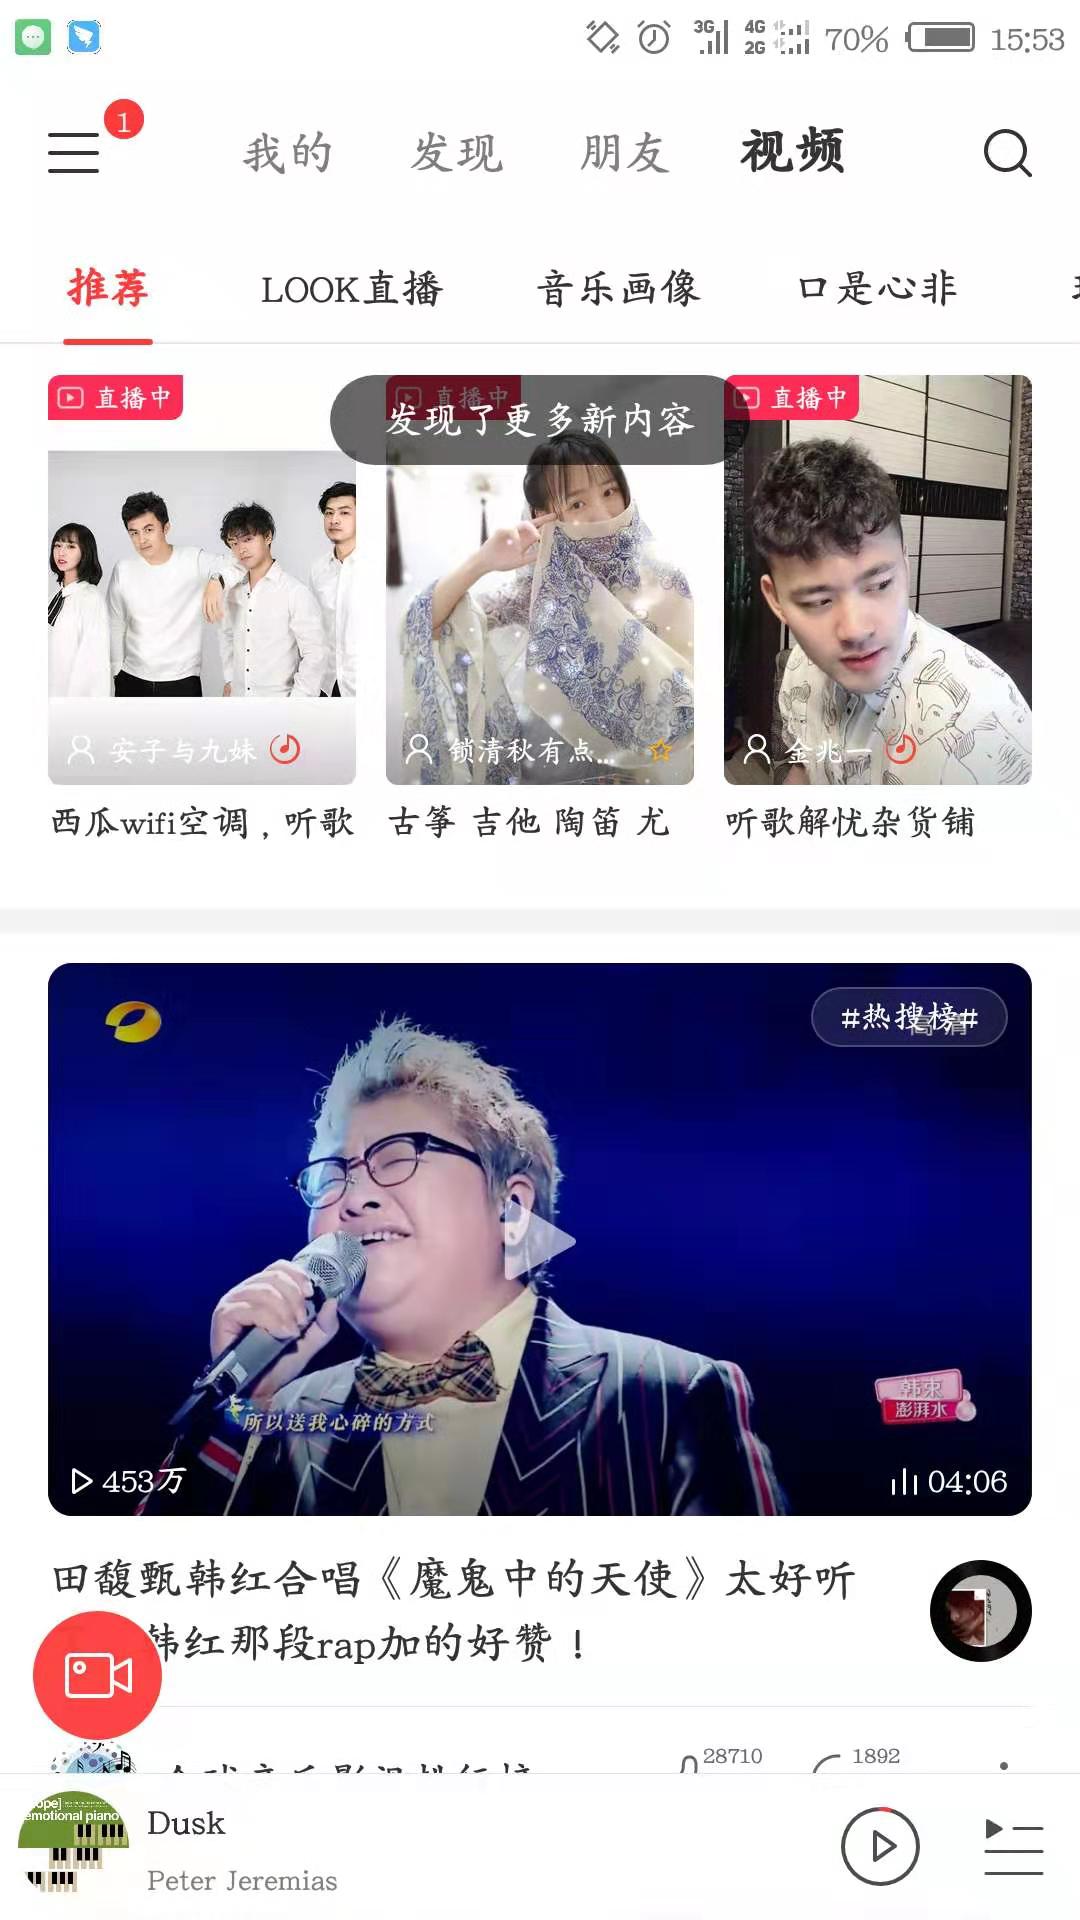 3G 4G 2G 70% 15:53
1
我的 发现 朋友 视频
推荐 LOOK直播 音乐画像 口是心非
直播中 直播中 直播中
发现了更多新内容
安子与九妹 锁清秋有点... 金兆一
西瓜wifi空调，听歌 古筝 吉他 陶笛 尤 听歌解忧杂货铺
#热搜榜#
高清
韩束
澎湃水
所以送我心碎的方式
453万 04:06
田馥甄韩红合唱《魔鬼中的天使》太好听
韩红那段rap加的好赞！
28710 1892
emotional piano
Dusk
Peter Jeremias